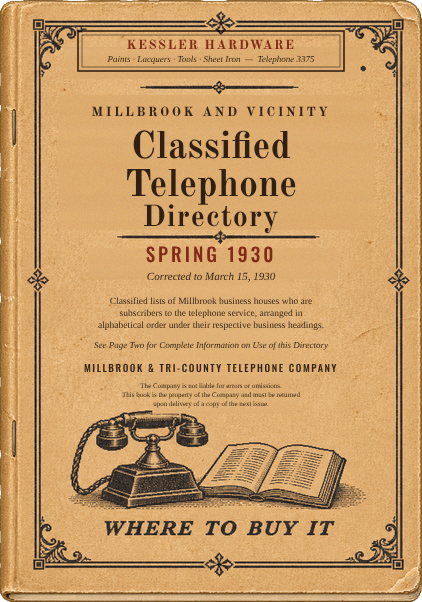 KESSLER HARDWARE
Paints · Lacquers · Tools · Sheet Iron — Telephone 3375
MILLBROOK AND VICINITY
Classified
Telephone
Directory
SPRING 1930
Corrected to March 15, 1930
Classified lists of Millbrook business houses who are
subscribers to the telephone service, arranged in
alphabetical order under their respective business headings.
See Page Two for Complete Information on Use of this Directory
MILLBROOK & TRI-COUNTY TELEPHONE COMPANY
The Company is not liable for errors or omissions.
This book is the property of the Company and must be returned
upon delivery of a copy of the next issue.
WHERE TO BUY IT